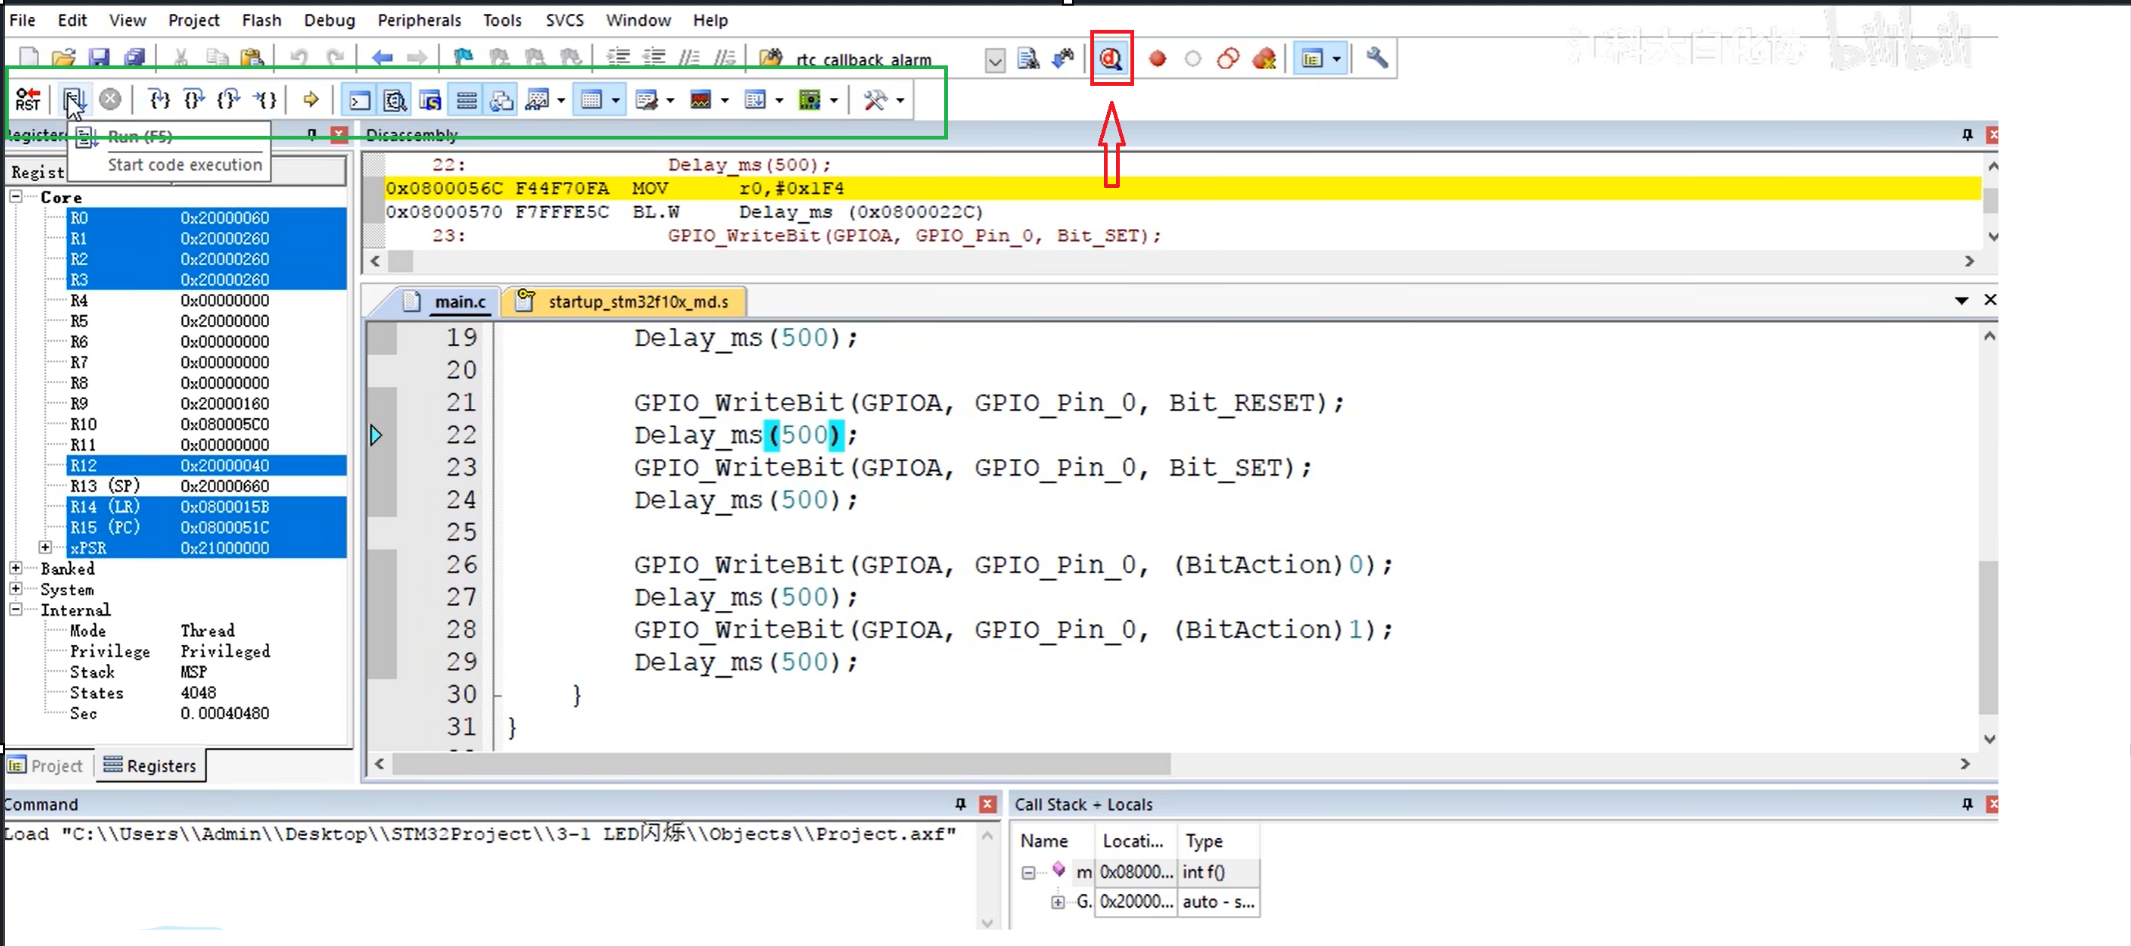 File Edit View Project Flash Debug Peripherals Tools SVCS Window Help
rtc_callback_alarm
RST
Run (F5)
Start code execution
Disassembly
22: Delay_ms(500);
0x0800056C F44F70FA MOV r0,#0x1F4
0x08000570 F7FFFE5C BL.W Delay_ms (0x0800022C)
23: GPIO_WriteBit(GPIOA, GPIO_Pin_0, Bit_SET);
Regist
Core
R0 0x20000060
R1 0x20000260
R2 0x20000260
R3 0x20000260
R4 0x00000000
R5 0x20000000
R6 0x00000000
R7 0x00000000
R8 0x00000000
R9 0x20000160
R10 0x080005C0
R11 0x00000000
R12 0x20000040
R13 (SP) 0x20000660
R14 (LR) 0x0800015B
R15 (PC) 0x0800051C
xPSR 0x21000000
Banked
System
Internal
Mode Thread
Privilege Privileged
Stack MSP
States 4048
Sec 0.00040480
Project Registers
main.c startup_stm32f10x_md.s
19 Delay_ms(500);
20
21 GPIO_WriteBit(GPIOA, GPIO_Pin_0, Bit_RESET);
22 Delay_ms(500);
23 GPIO_WriteBit(GPIOA, GPIO_Pin_0, Bit_SET);
24 Delay_ms(500);
25
26 GPIO_WriteBit(GPIOA, GPIO_Pin_0, (BitAction)0);
27 Delay_ms(500);
28 GPIO_WriteBit(GPIOA, GPIO_Pin_0, (BitAction)1);
29 Delay_ms(500);
30 }
31 }
Command
Load "C:\\Users\\Admin\\Desktop\\STM32Project\\3-1 LED闪烁\\Objects\\Project.axf"
Call Stack + Locals
Name Locati... Type
m 0x08000... int f()
G. 0x20000... auto - s...
江科大自化协 bilibili